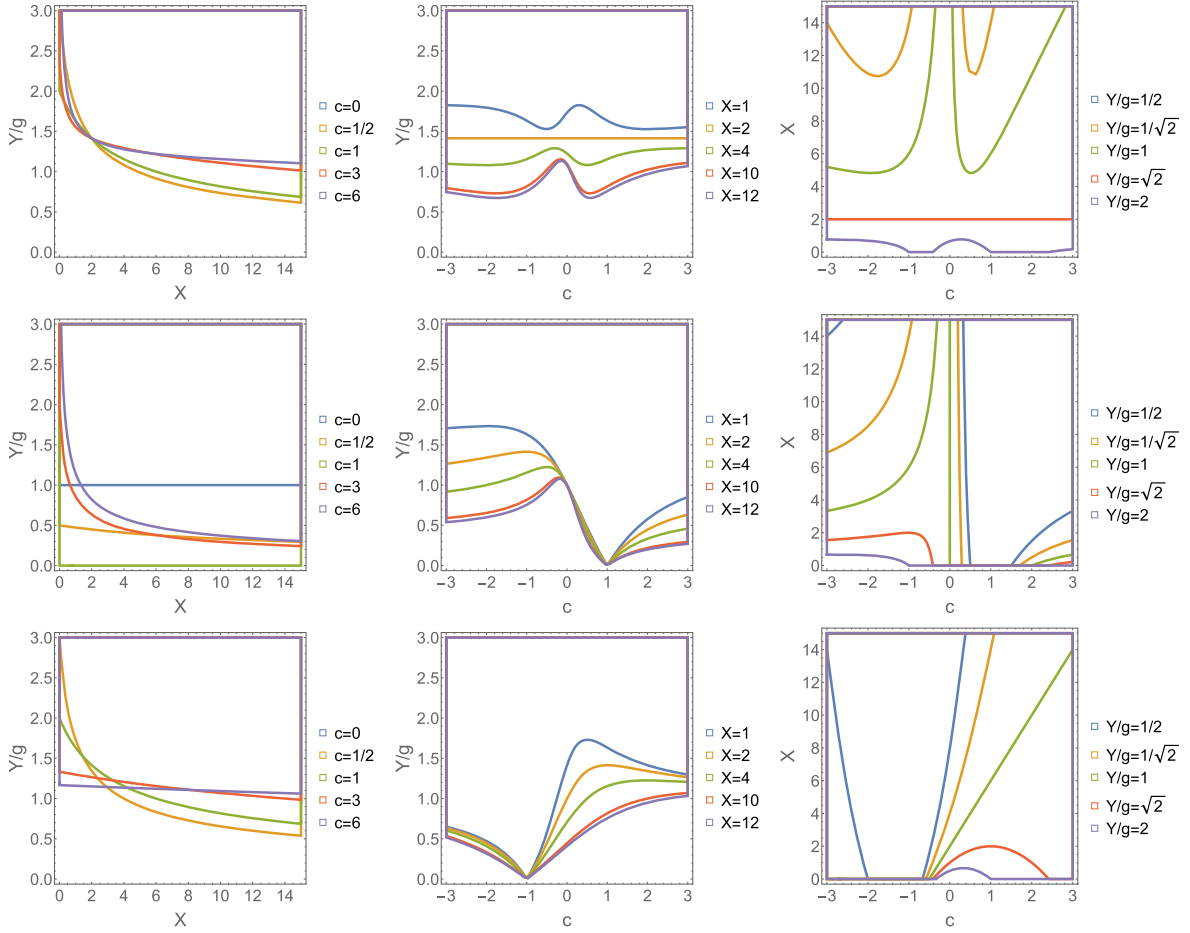 Y/g
3.0
2.5
2.0
1.5
1.0
0.5
0.0
0 2 4 6 8 10 12 14
X
c=0
c=1/2
c=1
c=3
c=6
Y/g
3.0
2.5
2.0
1.5
1.0
0.5
0.0
−3 −2 −1 0 1 2 3
c
X=1
X=2
X=4
X=10
X=12
X
14
12
10
8
6
4
2
0
−3 −2 −1 0 1 2 3
c
Y/g=1/2
Y/g=1/√2
Y/g=1
Y/g=√2
Y/g=2
Y/g
3.0
2.5
2.0
1.5
1.0
0.5
0.0
0 2 4 6 8 10 12 14
X
c=0
c=1/2
c=1
c=3
c=6
Y/g
3.0
2.5
2.0
1.5
1.0
0.5
0.0
−3 −2 −1 0 1 2 3
c
X=1
X=2
X=4
X=10
X=12
X
14
12
10
8
6
4
2
0
−3 −2 −1 0 1 2 3
c
Y/g=1/2
Y/g=1/√2
Y/g=1
Y/g=√2
Y/g=2
Y/g
3.0
2.5
2.0
1.5
1.0
0.5
0.0
0 2 4 6 8 10 12 14
X
c=0
c=1/2
c=1
c=3
c=6
Y/g
3.0
2.5
2.0
1.5
1.0
0.5
0.0
−3 −2 −1 0 1 2 3
c
X=1
X=2
X=4
X=10
X=12
X
14
12
10
8
6
4
2
0
−3 −2 −1 0 1 2 3
c
Y/g=1/2
Y/g=1/√2
Y/g=1
Y/g=√2
Y/g=2